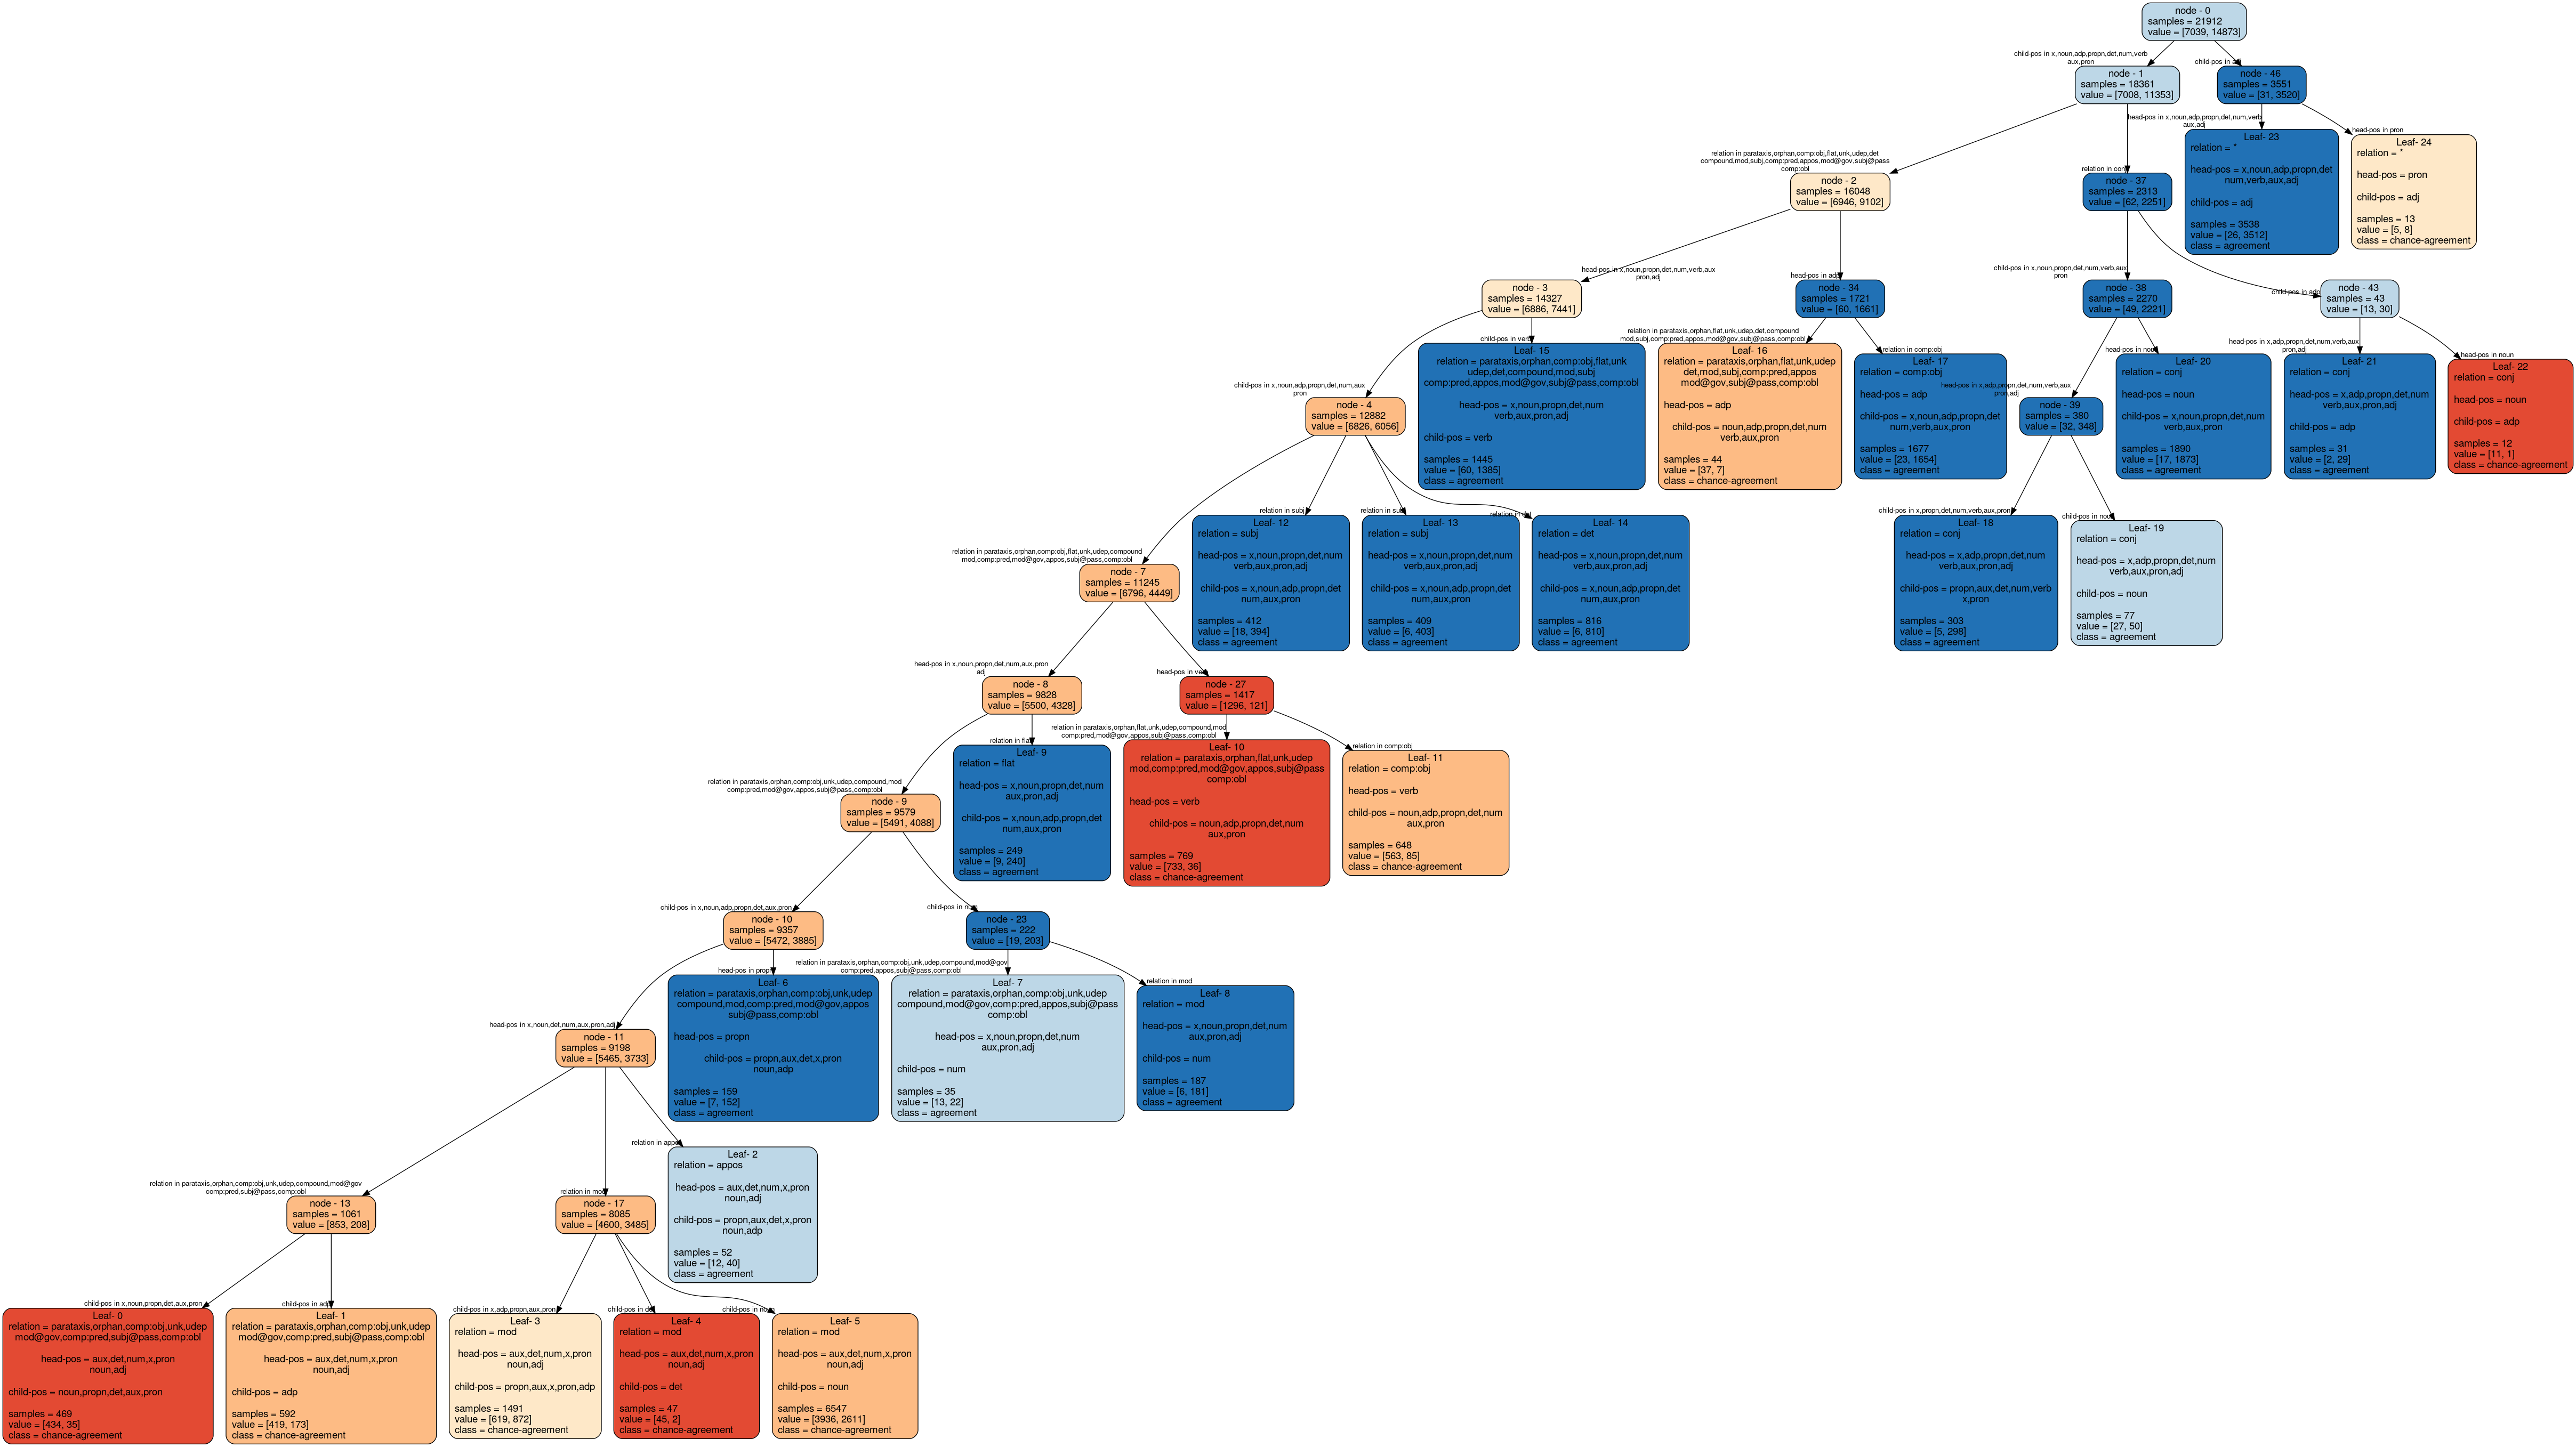 node - 0
samples = 21912
value = [7039, 14873]
child-pos in x,noun,adp,propn,det,num,verb
aux,pron
node - 1
samples = 18361
value = [7008, 11353]
child-pos in
node - 46
samples = 3551
value = [31, 3520]
head-pos in x,noun,adp,propn,det,num,verb
aux,adj
Leaf- 23
relation = *
head-pos = x,noun,adp,propn,det
num,verb,aux,adj
child-pos = adj
samples = 3538
value = [26, 3512]
class = agreement
head-pos in pron
Leaf- 24
relation = *
head-pos = pron
child-pos = adj
samples = 13
value = [5, 8]
class = chance-agreement
relation in parataxis,orphan,comp:obj,flat,unk,udep,det
compound,mod,subj,comp:pred,appos,mod@gov,subj@pass
comp:obl
node - 2
samples = 16048
value = [6946, 9102]
relation in conj
node - 37
samples = 2313
value = [62, 2251]
head-pos in x,noun,propn,det,num,verb,aux
pron,adj
node - 3
samples = 14327
value = [6886, 7441]
head-pos in adp
node - 34
samples = 1721
value = [60, 1661]
child-pos in x,noun,propn,det,num,verb,aux
pron
node - 38
samples = 2270
value = [49, 2221]
child-pos in adp
node - 43
samples = 43
value = [13, 30]
child-pos in x,noun,adp,propn,det,num,aux
pron
node - 4
samples = 12882
value = [6826, 6056]
child-pos in verb
Leaf- 15
relation = parataxis,orphan,comp:obj,flat,unk
udep,det,compound,mod,subj
comp:pred,appos,mod@gov,subj@pass,comp:obl
head-pos = x,noun,propn,det,num
verb,aux,pron,adj
child-pos = verb
samples = 1445
value = [60, 1385]
class = agreement
relation in parataxis,orphan,flat,unk,udep,det,compound
mod,subj,comp:pred,appos,mod@gov,subj@pass,comp:obl
Leaf- 16
relation = parataxis,orphan,flat,unk,udep
det,mod,subj,comp:pred,appos
mod@gov,subj@pass,comp:obl
head-pos = adp
child-pos = noun,adp,propn,det,num
verb,aux,pron
samples = 44
value = [37, 7]
class = chance-agreement
relation in comp:obj
Leaf- 17
relation = comp:obj
head-pos = adp
child-pos = x,noun,adp,propn,det
num,verb,aux,pron
samples = 1677
value = [23, 1654]
class = agreement
head-pos in x,adp,propn,det,num,verb,aux
pron,adj
node - 39
samples = 380
value = [32, 348]
head-pos in noun
Leaf- 20
relation = conj
head-pos = noun
child-pos = x,noun,propn,det,num
verb,aux,pron
samples = 1890
value = [17, 1873]
class = agreement
head-pos in x,adp,propn,det,num,verb,aux
pron,adj
Leaf- 21
relation = conj
head-pos = x,adp,propn,det,num
verb,aux,pron,adj
child-pos = adp
samples = 31
value = [2, 29]
class = agreement
head-pos in noun
Leaf- 22
relation = conj
head-pos = noun
child-pos = adp
samples = 12
value = [11, 1]
class = chance-agreement
relation in parataxis,orphan,comp:obj,flat,unk,udep,compound
mod,comp:pred,mod@gov,appos,subj@pass,comp:obl
node - 7
samples = 11245
value = [6796, 4449]
relation in subj
Leaf- 12
relation = subj
head-pos = x,noun,propn,det,num
verb,aux,pron,adj
child-pos = x,noun,adp,propn,det
num,aux,pron
samples = 412
value = [18, 394]
class = agreement
relation in
Leaf- 13
relation = subj
head-pos = x,noun,propn,det,num
verb,aux,pron,adj
child-pos = x,noun,adp,propn,det
num,aux,pron
samples = 409
value = [6, 403]
class = agreement
relation in det
Leaf- 14
relation = det
head-pos = x,noun,propn,det,num
verb,aux,pron,adj
child-pos = x,noun,adp,propn,det
num,aux,pron
samples = 816
value = [6, 810]
class = agreement
child-pos in x,propn,det,num,verb,aux,pron
Leaf- 18
relation = conj
head-pos = x,adp,propn,det,num
verb,aux,pron,adj
child-pos = propn,aux,det,num,verb
x,pron
samples = 303
value = [5, 298]
class = agreement
child-pos in noun
Leaf- 19
relation = conj
head-pos = x,adp,propn,det,num
verb,aux,pron,adj
child-pos = noun
samples = 77
value = [27, 50]
class = agreement
head-pos in x,noun,propn,det,num,aux,pron
adj
node - 8
samples = 9828
value = [5500, 4328]
head-pos in verb
node - 27
samples = 1417
value = [1296, 121]
relation in parataxis,orphan,comp:obj,unk,udep,compound,mod
comp:pred,mod@gov,appos,subj@pass,comp:obl
node - 9
samples = 9579
value = [5491, 4088]
relation in flat
Leaf- 9
relation = flat
head-pos = x,noun,propn,det,num
aux,pron,adj
child-pos = x,noun,adp,propn,det
num,aux,pron
samples = 249
value = [9, 240]
class = agreement
relation in parataxis,orphan,flat,unk,udep,compound,mod
comp:pred,mod@gov,appos,subj@pass,comp:obl
Leaf- 10
relation = parataxis,orphan,flat,unk,udep
mod,comp:pred,mod@gov,appos,subj@pass
comp:obl
head-pos = verb
child-pos = noun,adp,propn,det,num
aux,pron
samples = 769
value = [733, 36]
class = chance-agreement
relation in comp:obj
Leaf- 11
relation = comp:obj
head-pos = verb
child-pos = noun,adp,propn,det,num
aux,pron
samples = 648
value = [563, 85]
class = chance-agreement
child-pos in x,noun,adp,propn,det,aux,pron
node - 10
samples = 9357
value = [5472, 3885]
child-pos in num
node - 23
samples = 222
value = [19, 203]
head-pos in x,noun,det,num,aux,pron,adj
node - 11
samples = 9198
value = [5465, 3733]
head-pos in propn
Leaf- 6
relation = parataxis,orphan,comp:obj,unk,udep
compound,mod,comp:pred,mod@gov,appos
subj@pass,comp:obl
head-pos = propn
child-pos = propn,aux,det,x,pron
noun,adp
samples = 159
value = [7, 152]
class = agreement
relation in parataxis,orphan,comp:obj,unk,udep,compound,mod@gov
comp:pred,appos,subj@pass,comp:obl
Leaf- 7
relation = parataxis,orphan,comp:obj,unk,udep
compound,mod@gov,comp:pred,appos,subj@pass
comp:obl
head-pos = x,noun,propn,det,num
aux,pron,adj
child-pos = num
samples = 35
value = [13, 22]
class = agreement
relation in mod
Leaf- 8
relation = mod
head-pos = x,noun,propn,det,num
aux,pron,adj
child-pos = num
samples = 187
value = [6, 181]
class = agreement
relation in parataxis,orphan,comp:obj,unk,udep,compound,mod@gov
comp:pred,subj@pass,comp:obl
node - 13
samples = 1061
value = [853, 208]
relation in mod
node - 17
samples = 8085
value = [4600, 3485]
relation in appos
Leaf- 2
relation = appos
head-pos = aux,det,num,x,pron
noun,adj
child-pos = propn,aux,det,x,pron
noun,adp
samples = 52
value = [12, 40]
class = agreement
child-pos in x,noun,propn,det,aux,pron
Leaf- 0
relation = parataxis,orphan,comp:obj,unk,udep
mod@gov,comp:pred,subj@pass,comp:obl
head-pos = aux,det,num,x,pron
noun,adj
child-pos = noun,propn,det,aux,pron
samples = 469
value = [434, 35]
class = chance-agreement
child-pos in adp
Leaf- 1
relation = parataxis,orphan,comp:obj,unk,udep
mod@gov,comp:pred,subj@pass,comp:obl
head-pos = aux,det,num,x,pron
noun,adj
child-pos = adp
samples = 592
value = [419, 173]
class = chance-agreement
child-pos in x,adp,propn,aux,pron
Leaf- 3
relation = mod
head-pos = aux,det,num,x,pron
noun,adj
child-pos = propn,aux,x,pron,adp
samples = 1491
value = [619, 872]
class = chance-agreement
child-pos in det
Leaf- 4
relation = mod
head-pos = aux,det,num,x,pron
noun,adj
child-pos = det
samples = 47
value = [45, 2]
class = chance-agreement
child-pos in noun
Leaf- 5
relation = mod
head-pos = aux,det,num,x,pron
noun,adj
child-pos = noun
samples = 6547
value = [3936, 2611]
class = chance-agreement